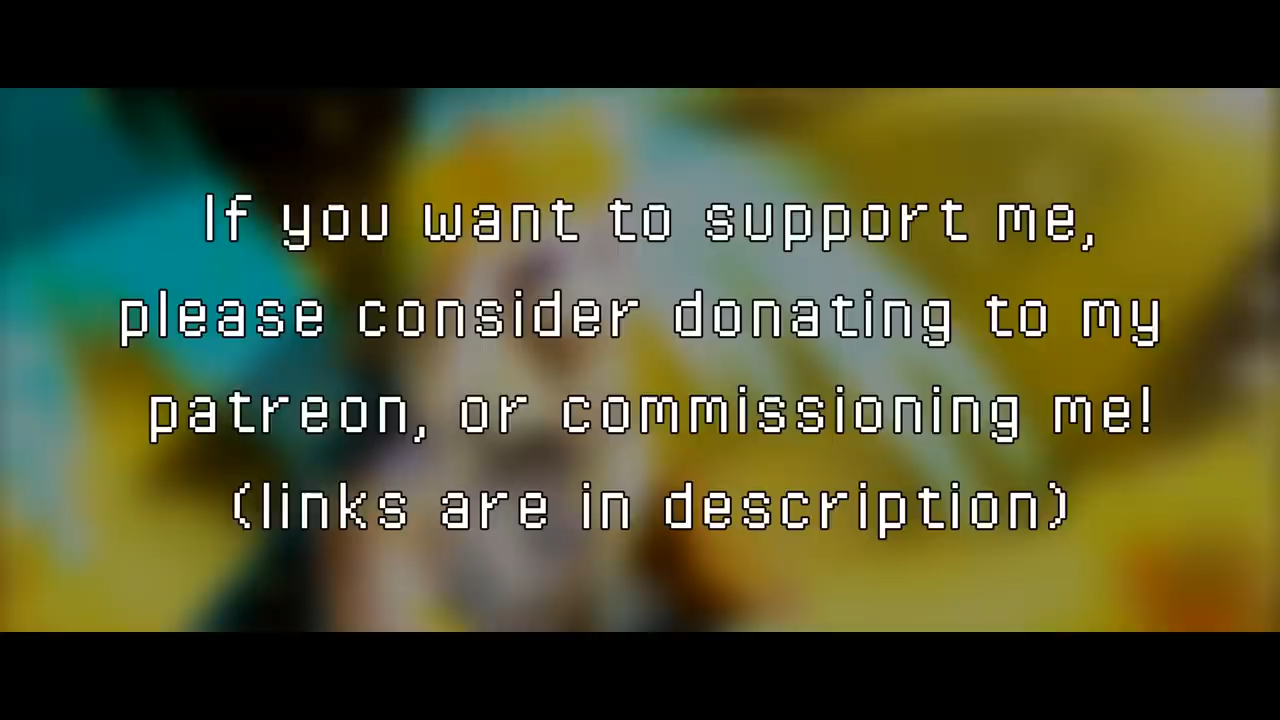 If you want to support me,
please consider donating to my
patreon, or commissioning me!
(links are in description)